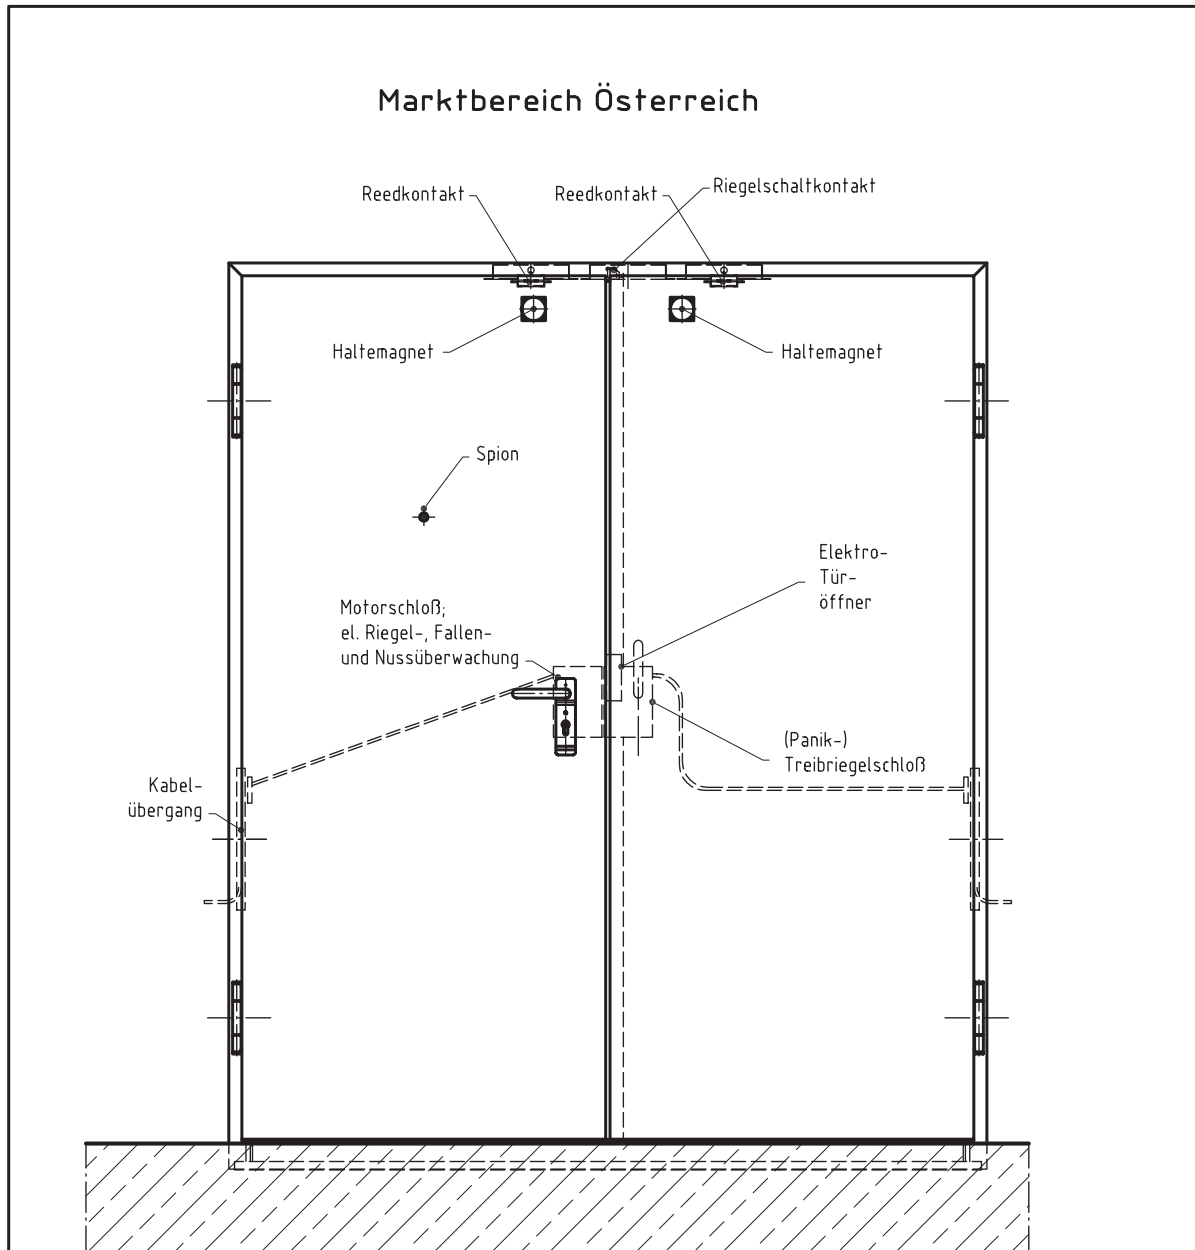 Marktbereich Österreich
Reedkontakt
Reedkontakt
Riegelschaltkontakt
Haltemagnet
Haltemagnet
Spion
Elektro-
Tür-
öffner
Motorschloß;
el. Riegel-, Fallen-
und Nussüberwachung
(Panik-)
Treibriegelschloß
Kabel-
übergang